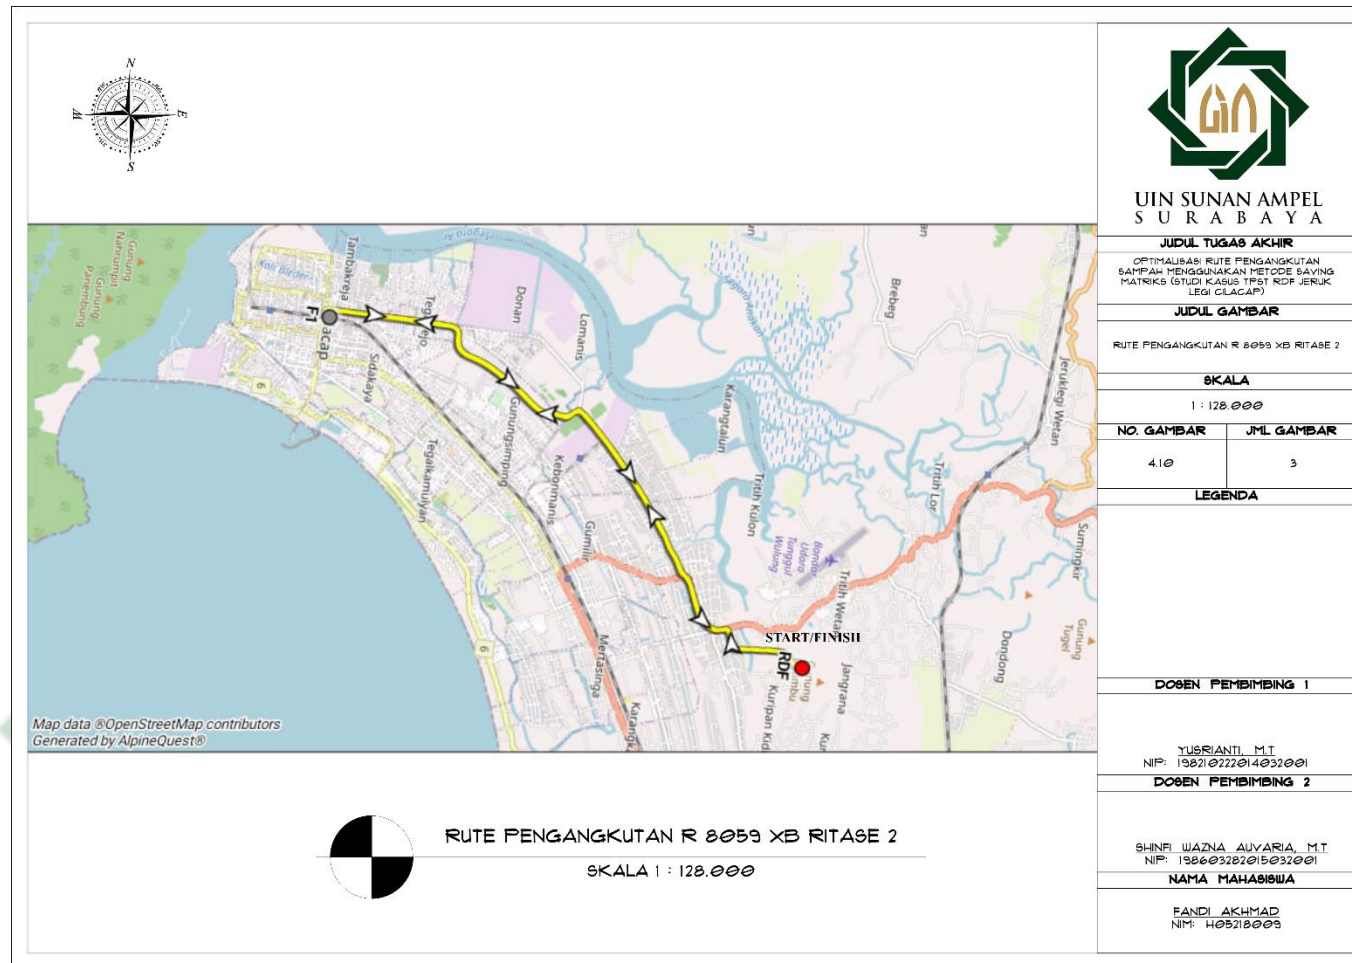 N
E
S
W
Gunung Nahrumpit
Gunung Panembung
Kali Bleder
Tambakreja
Tegalrejo
Donan
Lomanis
F1
acap
Sidakaya
Gunungsimping
Tegalkamulyan
Kebonmanis
Gumilir
Mertasinga
Karangtalun
Tritih Kulon
Brebeg
Tritih Lor
Jeruklegi Wetan
Sumingkir
Gunung Tugel
Bandar Udara Tunggul Wulung
Tritih Wetan
Dondong
Jangrana
6
6
START/FINISH
RDF
Map data ®OpenStreetMap contributors
Generated by AlpineQuest®
RUTE PENGANGKUTAN R 8059 XB RITASE 2
SKALA 1 : 128.000
UIN SUNAN AMPEL
SURABAYA
JUDUL TUGAS AKHIR
OPTIMALISASI RUTE PENGANGKUTAN
SAMPAH MENGGUNAKAN METODE SAVING
MATRIKS (STUDI KASUS TPST RDF JERUK
LEGI CILACAP)
JUDUL GAMBAR
RUTE PENGANGKUTAN R 8059 XB RITASE 2
SKALA
1 : 128.000
NO. GAMBAR JML GAMBAR
4.10 3
LEGENDA
DOSEN PEMBIMBING 1
YUSRIANTI, M.T
NIP: 198210222014032001
DOSEN PEMBIMBING 2
SHINFI WAZNA AUVARIA, M.T
NIP: 198603282015032001
NAMA MAHASISWA
FANDI AKHMAD
NIM: H05218009